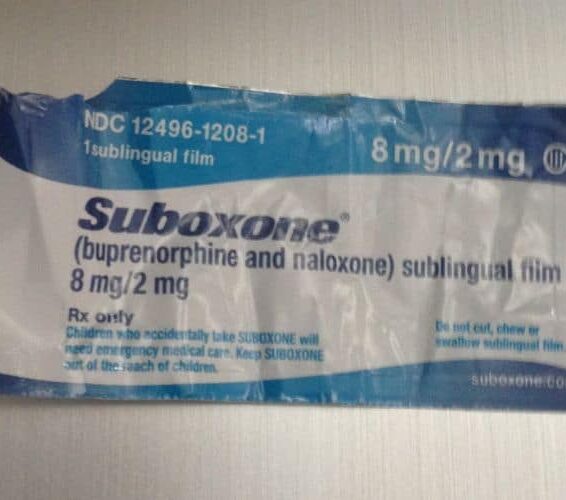 NDC 12496-1208-1
1 sublingual film
8 mg/2 mg
Suboxone®
(buprenorphine and naloxone) sublingual film
8 mg/2 mg
Rx only
Children who accidentally take SUBOXONE will
need emergency medical care. Keep SUBOXONE
out of the reach of children.
Do not cut, chew or
swallow sublingual film
suboxone.co